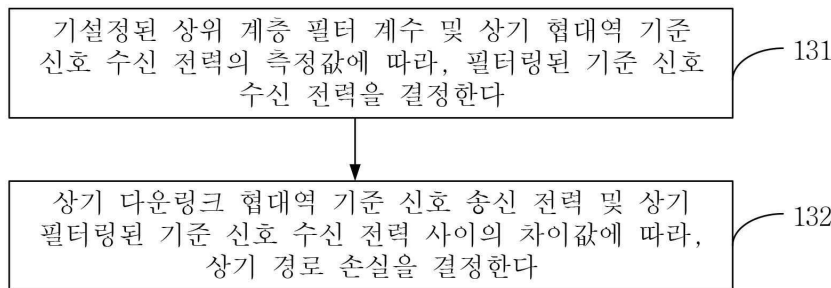 기설정된 상위 계층 필터 계수 및 상기 협대역 기준
신호 수신 전력의 측정값에 따라, 필터링된 기준 신호
수신 전력을 결정한다
131
상기 다운링크 협대역 기준 신호 송신 전력 및 상기
필터링된 기준 신호 수신 전력 사이의 차이값에 따라,
상기 경로 손실을 결정한다
132